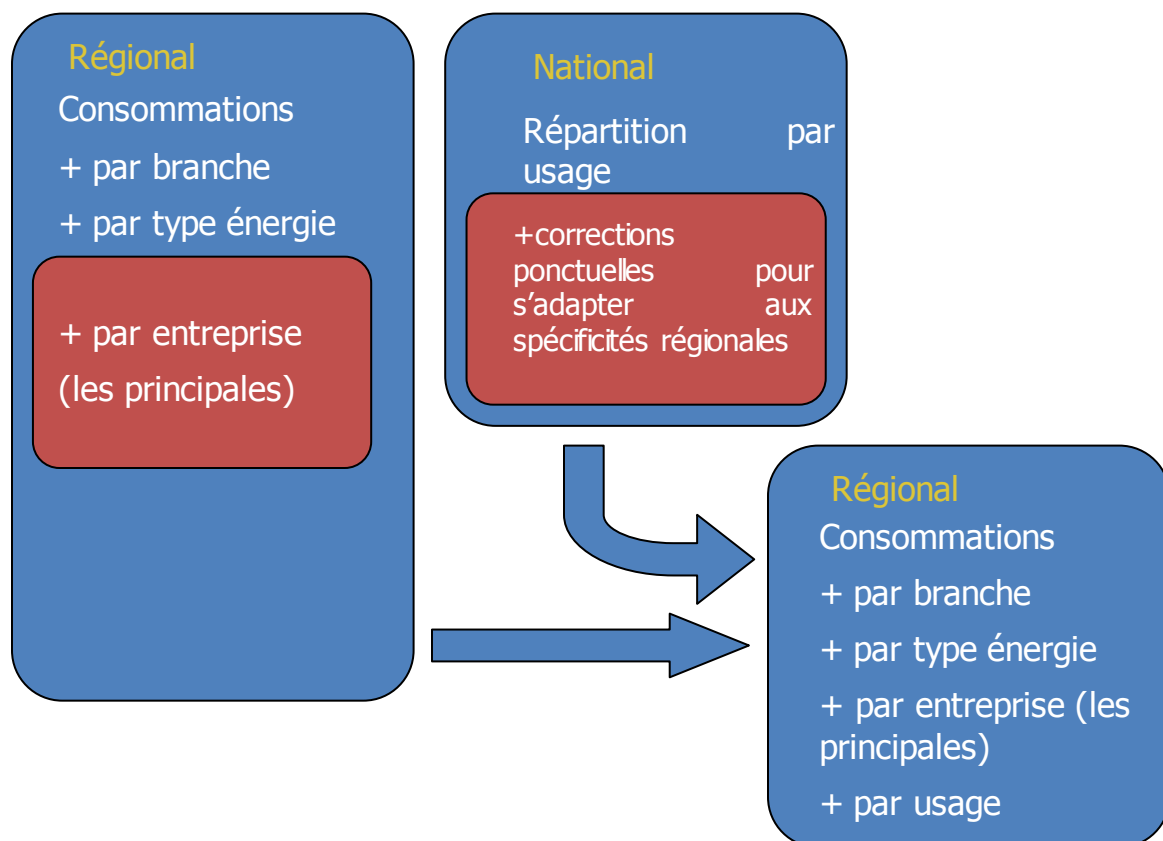 Régional
Consommations
+ par branche
+ par type énergie
+ par entreprise
(les principales)
National
Répartition par
usage
+corrections
ponctuelles pour
s’adapter aux
spécificités régionales
Régional
Consommations
+ par branche
+ par type énergie
+ par entreprise (les
principales)
+ par usage